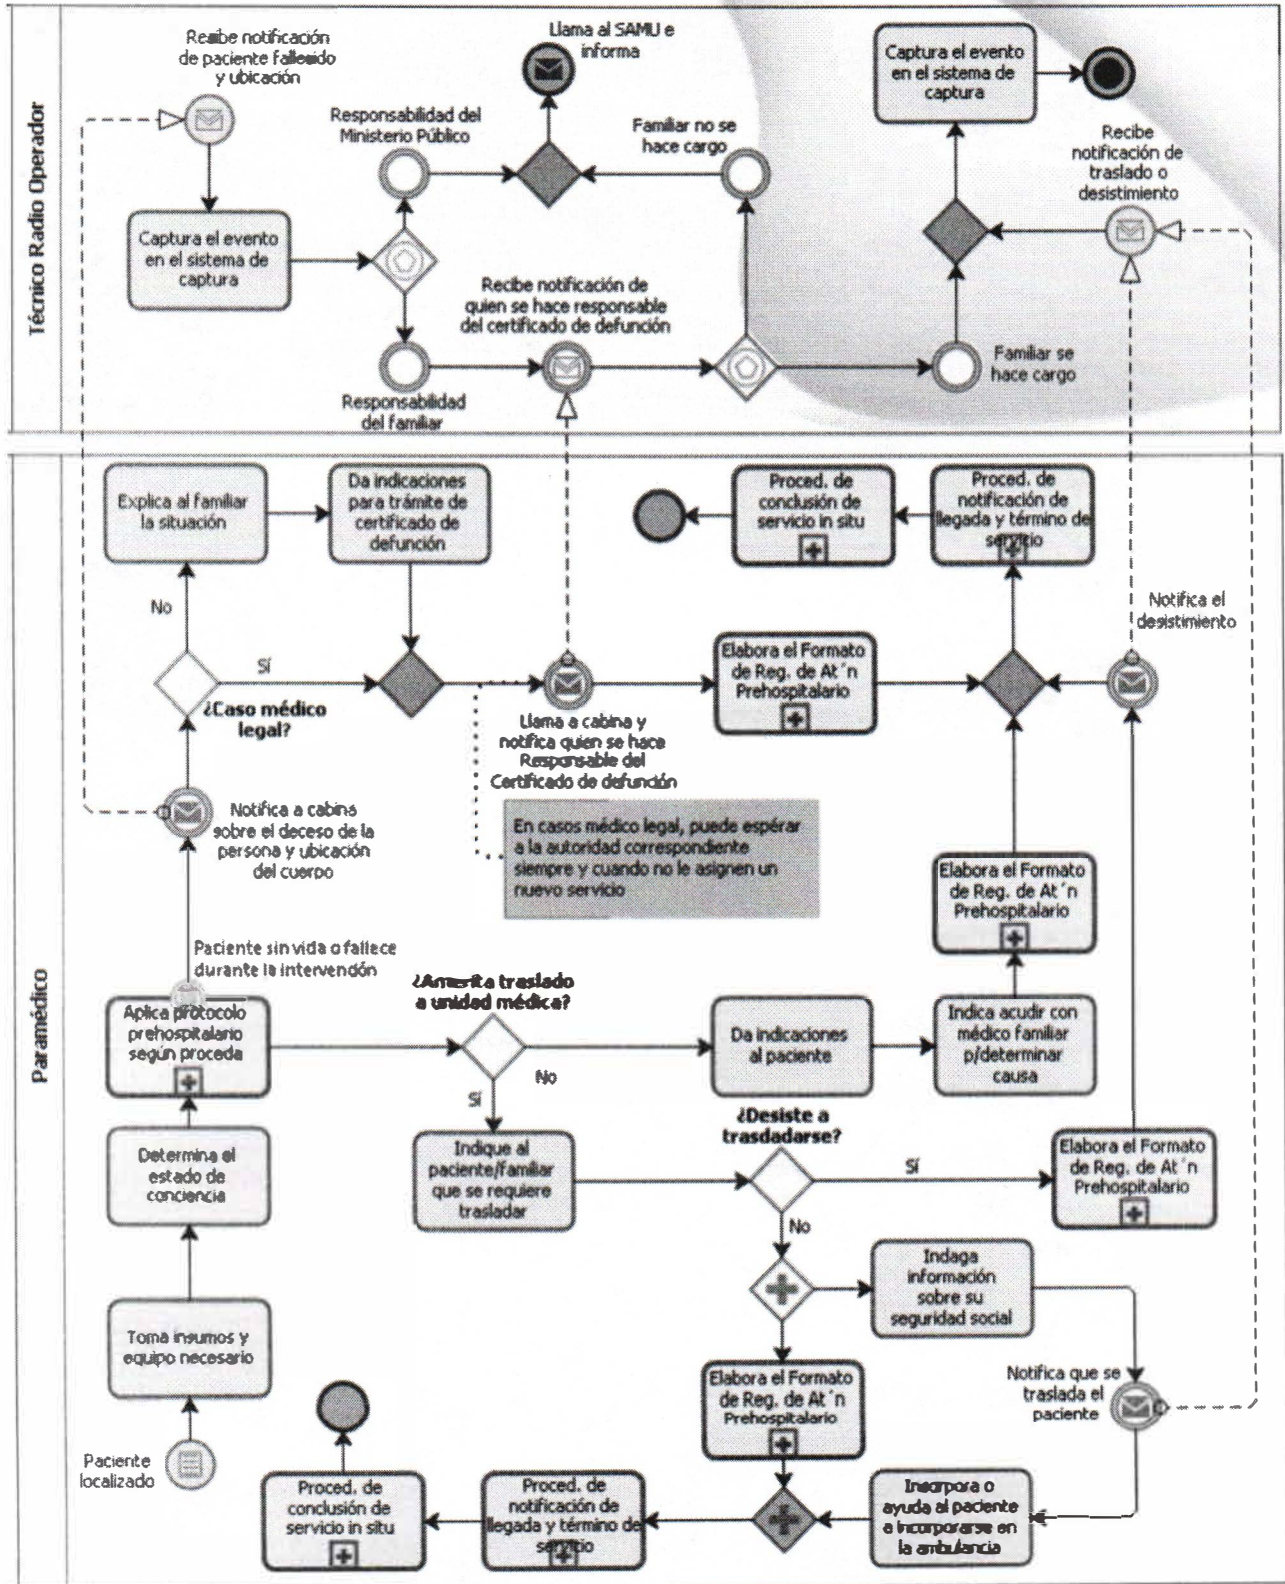 Técnico Radio Operador
Recibe notificación
de paciente fallecido
y ubicación
Captura el evento
en el sistema de
captura
Responsabilidad del
Ministerio Público
Llama al SAMU e
informa
Familiar no se
hace cargo
Captura el evento
en el sistema de
captura
Recibe
notificación de
traslado o
desistimiento
Recibe notificación de
quien se hace responsable
del certificado de defunción
Responsabilidad
del familiar
Familiar se
hace cargo
Paramédico
Explica al familiar
la situación
Da indicaciones
para trámite de
certificado de
defunción
Proced. de
conclusión de
servicio in situ
Proced. de
notificación de
llegada y término de
servicio
No
Sí
¿Caso médico
legal?
Llama a cabina y
notifica quien se hace
Responsable del
Certificado de defunción
Elabora el Formato
de Reg. de At´n
Prehospitalario
Notifica el
desistimiento
Notifica a cabina
sobre el deceso de la
persona y ubicación
del cuerpo
En casos médico legal, puede espérar
a la autoridad correspondiente
siempre y cuando no le asignen un
nuevo servicio
Elabora el Formato
de Reg. de At´n
Prehospitalario
Paciente sin vida o fallece
durante la intervención
Aplica protocolo
prehospitalario
según proceda
¿Amerita traslado
a unidad médica?
No
Sí
Da indicaciones
al paciente
Indica acudir con
médico familiar
p/determinar
causa
Determina el
estado de
conciencia
Indique al
paciente/familiar
que se requiere
trasladar
¿Desiste a
trasdadarse?
Sí
No
Elabora el Formato
de Reg. de At´n
Prehospitalario
Toma insumos y
equipo necesario
Indaga
información
sobre su
seguridad social
Elabora el Formato
de Reg. de At´n
Prehospitalario
Notifica que se
traslada el
paciente
Paciente
localizado
Proced. de
conclusión de
servicio in situ
Proced. de
notificación de
llegada y término de
servicio
Incorpora o
ayuda al paciente
a incorporarse en
la ambulancia